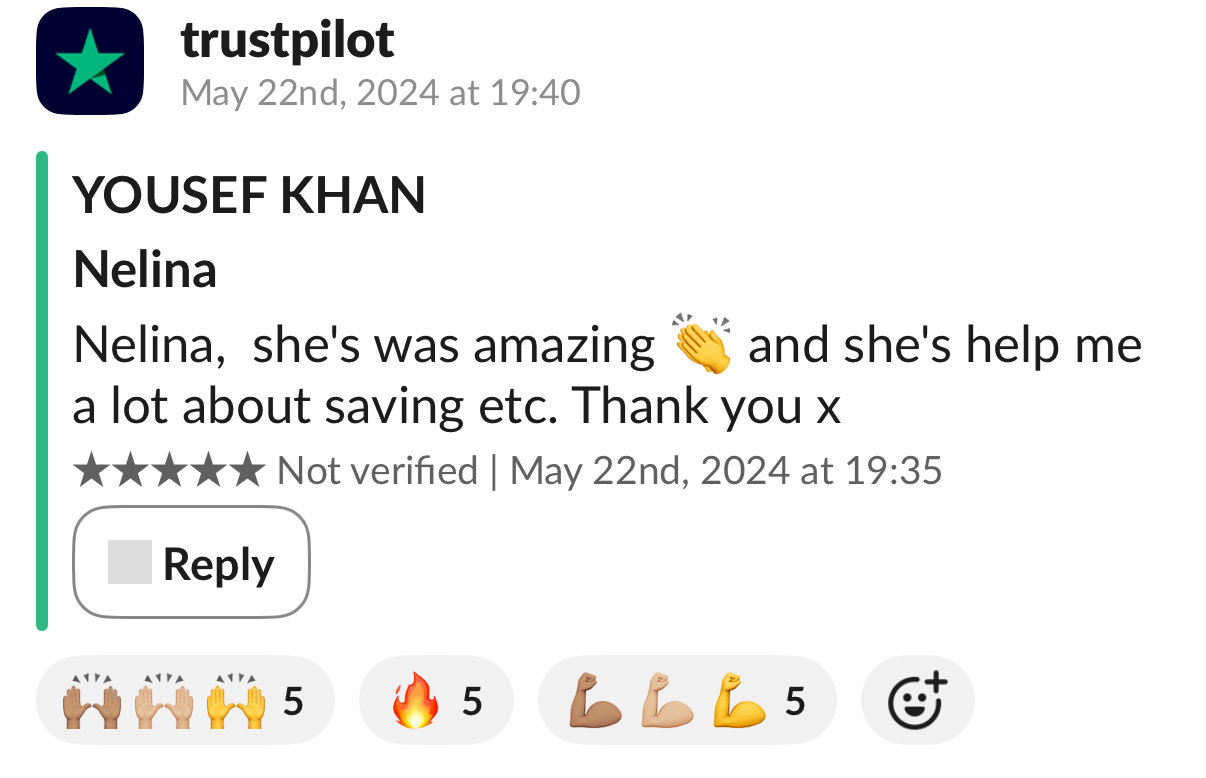 trustpilot
May 22nd, 2024 at 19:40
YOUSEF KHAN
Nelina
Nelina,  she's was amazing 👏 and she's help me
a lot about saving etc. Thank you x
★★★★★ Not verified | May 22nd, 2024 at 19:35
Reply
5 5 5